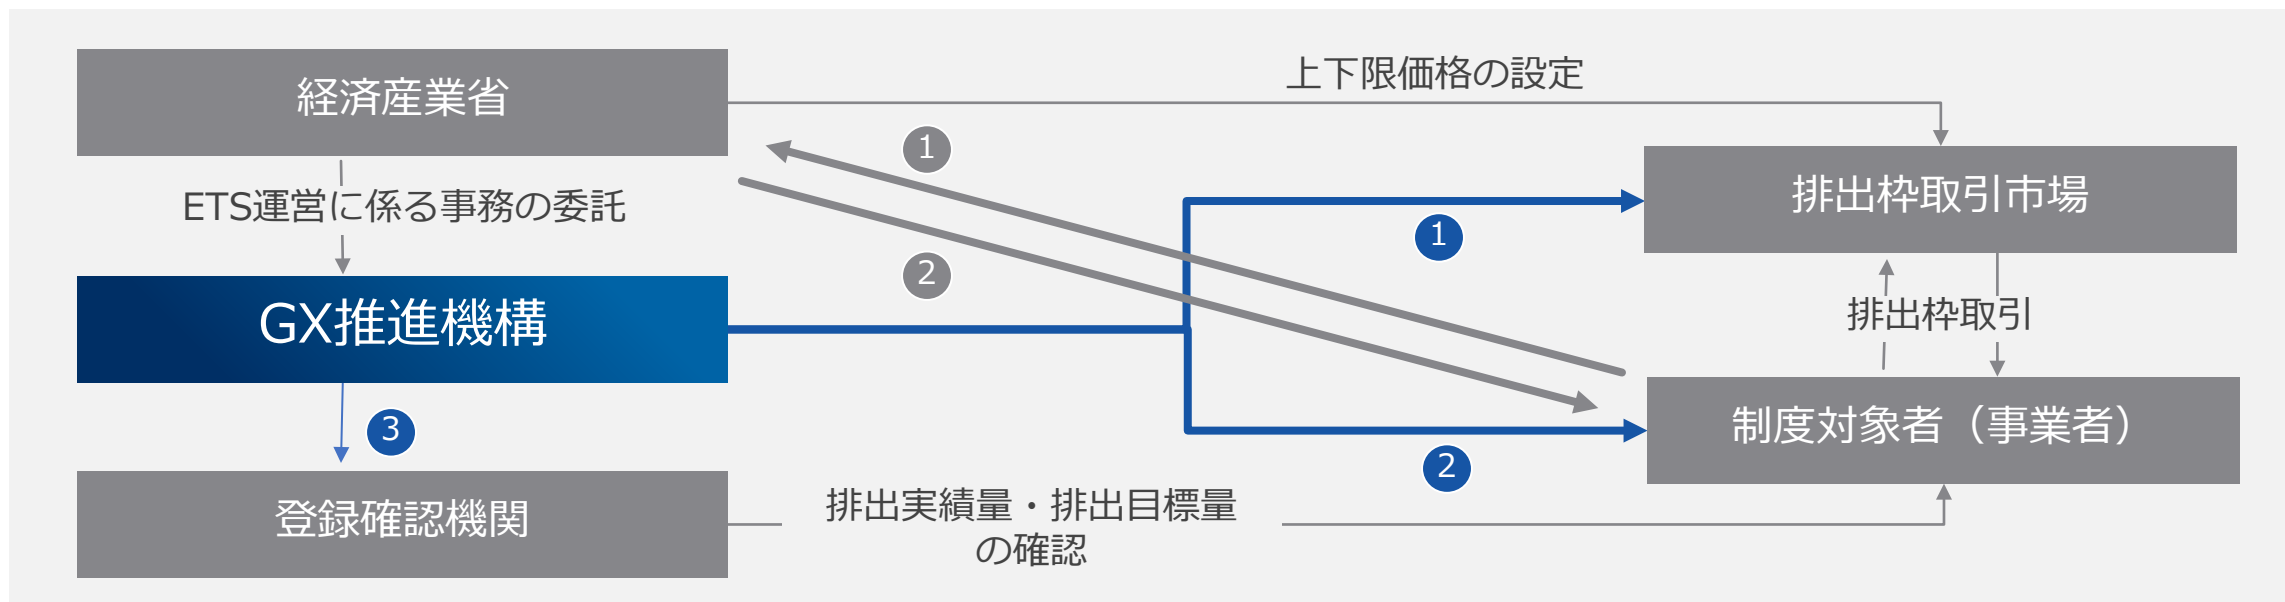 経済産業省
上下限価格の設定
1
排出枠取引市場
ETS運営に係る事務の委託
1
2
GX推進機構
排出枠取引
3
2
制度対象者（事業者）
登録確認機関
排出実績量・排出目標量
の確認